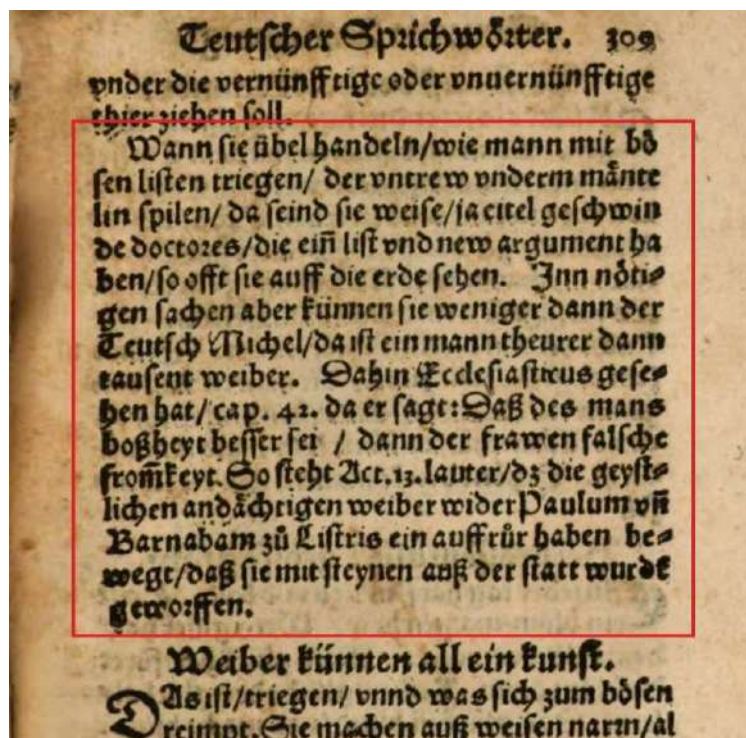 Teutscher Sprichwörter. 309
vnder die vernünfftige oder vnuernünfftige
thier ziehen soll.
Wann sie übel handeln/wie mann mit bö
sen listen triegen/ der vntrew vnderm mänte
lin spilen/ da seind sie weise/ja eitel geschwin
de doctores/die ein̄ list vnd new argument ha
ben/so offt sie auff die erde sehen. Inn nöti⸗
gen sachen aber künnen sie weniger dann der
Teutsch Michel/da ist ein mann theurer dann
tausent weiber. Dahin Ecclesiasticus gese⸗
hen hat/ cap. 42. da er sagt: Daß des mans
boßheyt besser sei / dann der frawen falsche
from̄keyt. So steht Act.13.lauter/dz die geyst⸗
lichen andächtigen weiber wider Paulum vn̄
Barnabam zů Listris ein auffrůr haben be⸗
wegt/daß sie mit steynen auß der statt wurdē
geworffen.
Weiber künnen all ein kunst.
DAs ist/triegen/ vnnd was sich zum bösen
reimpt. Sie machen auß weisen narrn/al